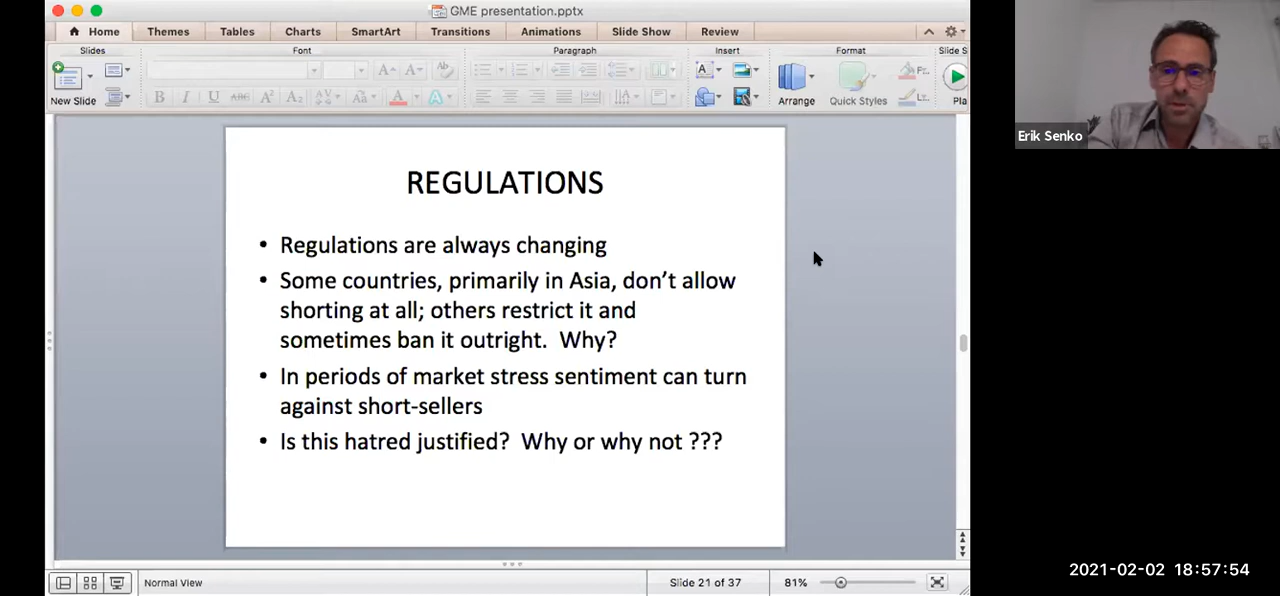 GME presentation.pptx
Home Themes Tables Charts SmartArt Transitions Animations Slide Show Review
Slides Font Paragraph Insert Format Slide S
New Slide Arrange Quick Styles Pla
REGULATIONS
• Regulations are always changing
• Some countries, primarily in Asia, don’t allow
shorting at all; others restrict it and
sometimes ban it outright.  Why?
• In periods of market stress sentiment can turn
against short-sellers
• Is this hatred justified?  Why or why not ???
Normal View Slide 21 of 37 81%
Erik Senko
2021-02-02 18:57:54